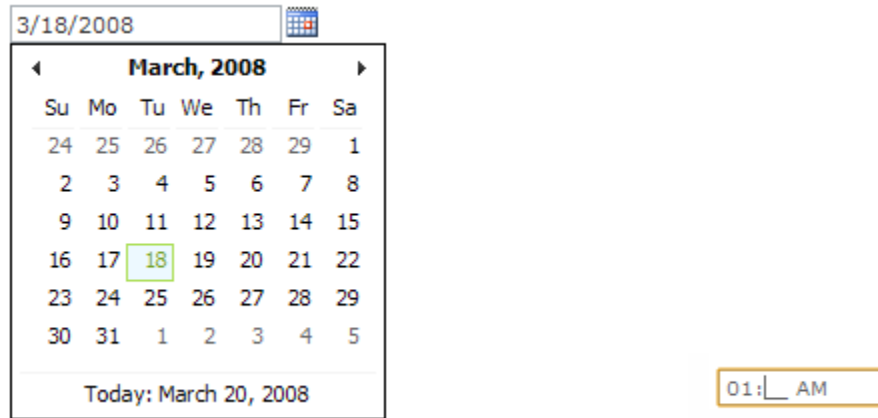 3/18/2008
March, 2008
Su Mo Tu We Th Fr Sa
24 25 26 27 28 29 1
2 3 4 5 6 7 8
9 10 11 12 13 14 15
16 17 18 19 20 21 22
23 24 25 26 27 28 29
30 31 1 2 3 4 5
Today: March 20, 2008
01:__ AM